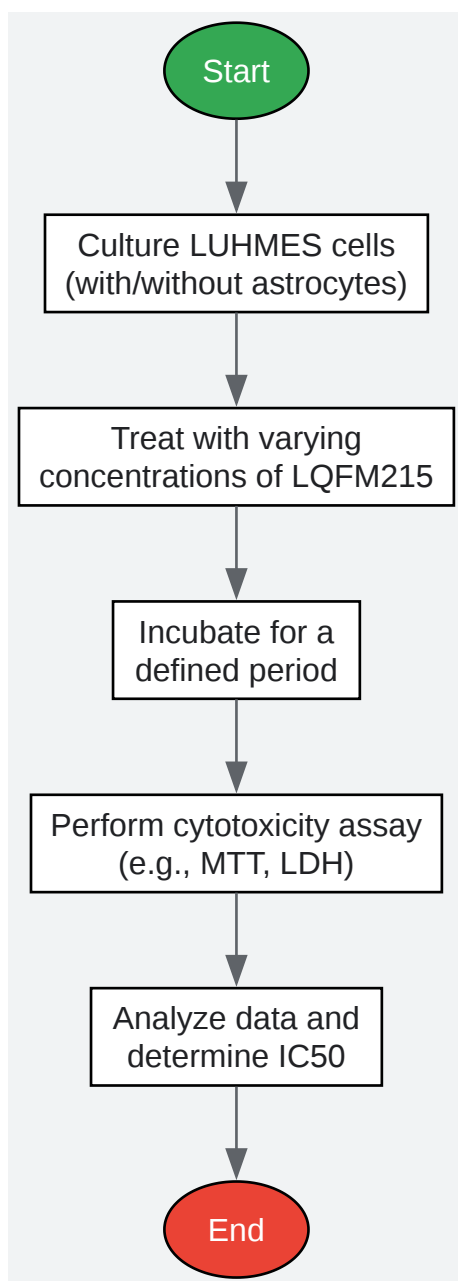 Start
Culture LUHMES cells
(with/without astrocytes)
Treat with varying
concentrations of LQFM215
Incubate for a
defined period
Perform cytotoxicity assay
(e.g., MTT, LDH)
Analyze data and
determine IC50
End